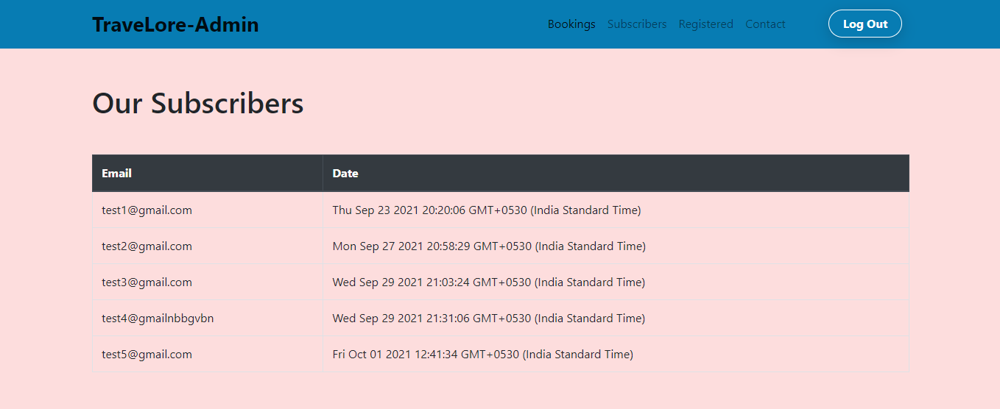 TraveLore-Admin Bookings Subscribers Registered Contact Log Out
Our Subscribers
Email Date
test1@gmail.com Thu Sep 23 2021 20:20:06 GMT+0530 (India Standard Time)
test2@gmail.com Mon Sep 27 2021 20:58:29 GMT+0530 (India Standard Time)
test3@gmail.com Wed Sep 29 2021 21:03:24 GMT+0530 (India Standard Time)
test4@gmailnbbgvbn Wed Sep 29 2021 21:31:06 GMT+0530 (India Standard Time)
test5@gmail.com Fri Oct 01 2021 12:41:34 GMT+0530 (India Standard Time)